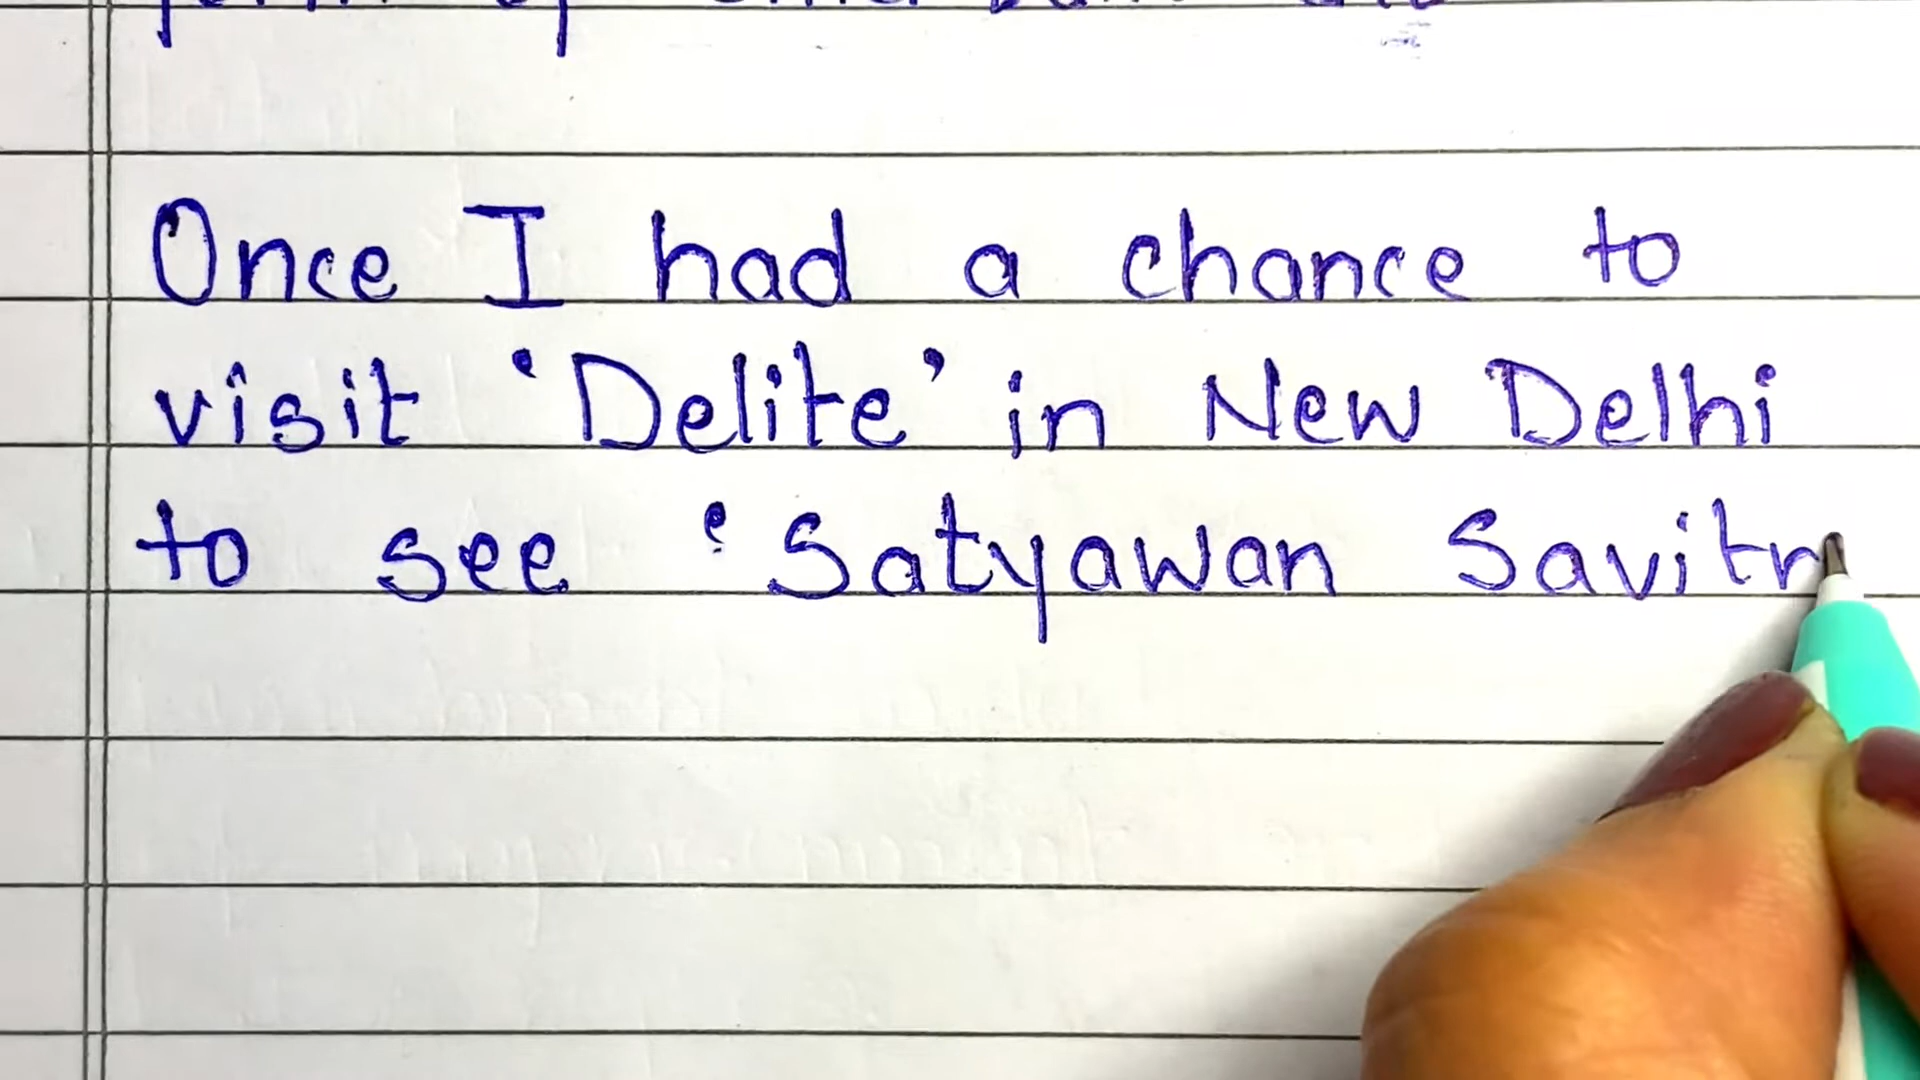 Once I had a chance to
visit 'Delite' in New Delhi
to see 'Satyawan Savitr